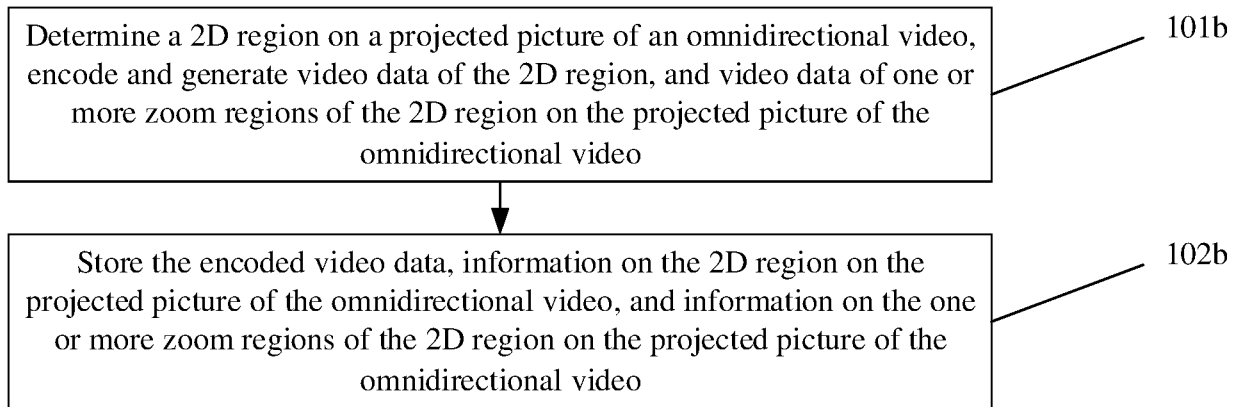 Determine a 2D region on a projected picture of an omnidirectional video,
encode and generate video data of the 2D region, and video data of one or
more zoom regions of the 2D region on the projected picture of the
omnidirectional video
101b
Store the encoded video data, information on the 2D region on the
projected picture of the omnidirectional video, and information on the one
or more zoom regions of the 2D region on the projected picture of the
omnidirectional video
102b